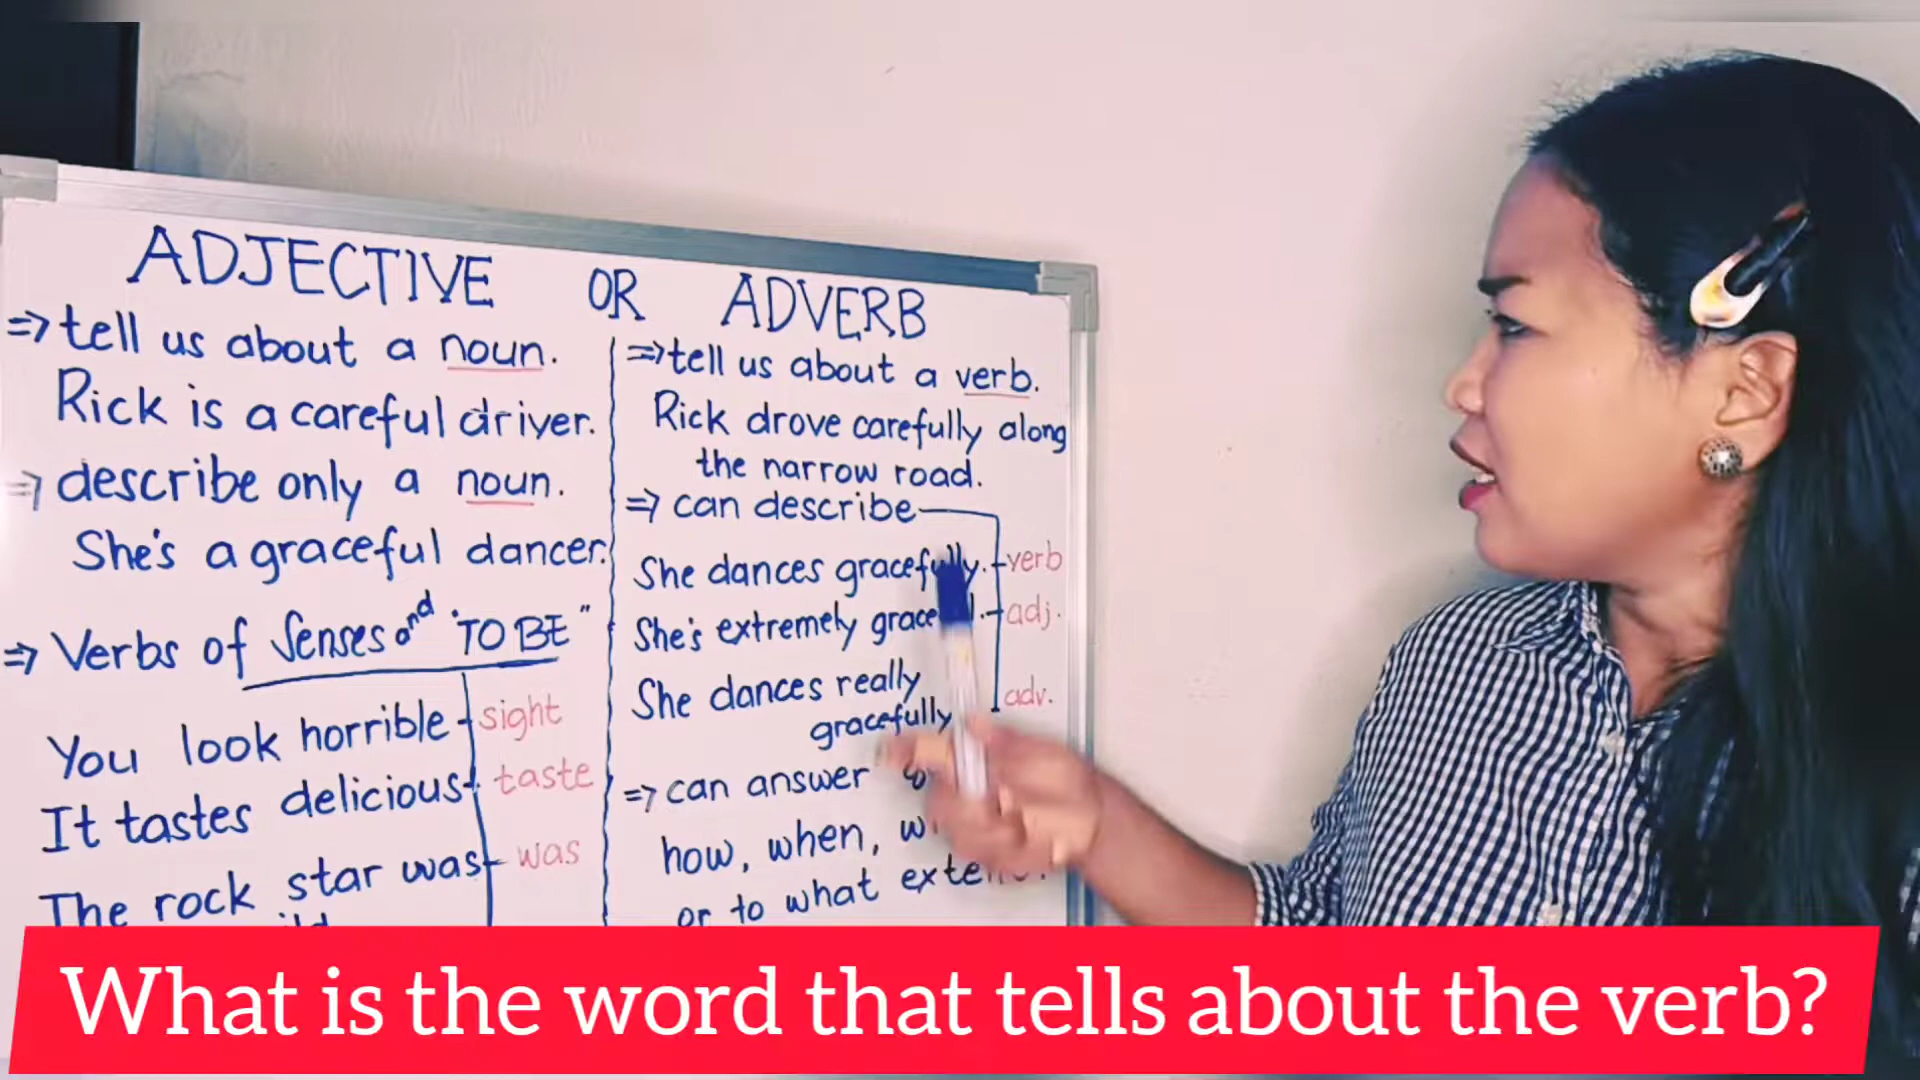 ADJECTIVE OR ADVERB
⇒ tell us about a noun.
Rick is a careful driver.
⇒ describe only a noun.
She's a graceful dancer.
⇒ Verbs of Senses and "TO BE"
You look horrible - sight
It tastes delicious - taste
The rock star was - was
⇒ tell us about a verb.
Rick drove carefully along
the narrow road.
⇒ can describe
She dances gracefully. - verb
She's extremely - adj.
She dances really
gracefully
adv.
⇒ can answer
how, when,
or to what
What is the word that tells about the verb?